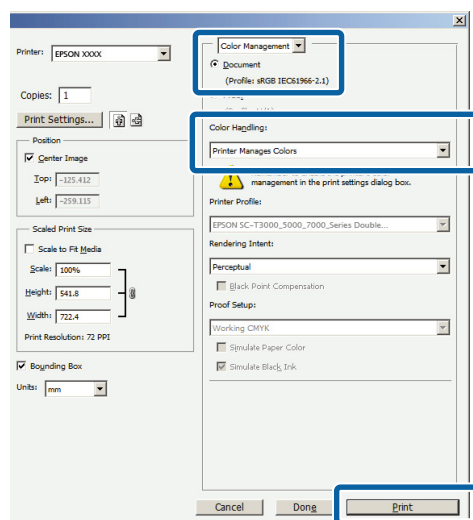 Printer:
EPSON XXXX
Copies:
1
Print Settings...
Position
Center Image
Top:
-125.412
Left:
-259.115
Scaled Print Size
Scale to Fit Media
Scale:
100%
Height:
541.8
Width:
722.4
Print Resolution: 72 PPI
Bounding Box
Units:
mm
Color Management
Document
(Profile: sRGB IEC61966-2.1)
Color Handling:
Printer Manages Colors
management in the print settings dialog box.
Printer Profile:
EPSON SC-T3000_5000_7000_Series Double...
Rendering Intent:
Perceptual
Black Point Compensation
Proof Setup:
Working CMYK
Simulate Paper Color
Simulate Black Ink
Cancel
Done
Print